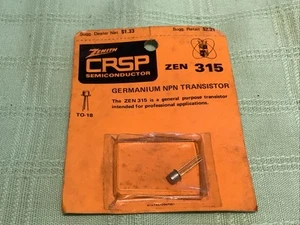 Sugg. Dealer Net $1.33 Sugg. Retail $2.21
ZENITH
CRSP
SEMICONDUCTOR
ZEN 315
GERMANIUM NPN TRANSISTOR
The ZEN 315 is a general purpose transistor
intended for professional applications.
TO-18